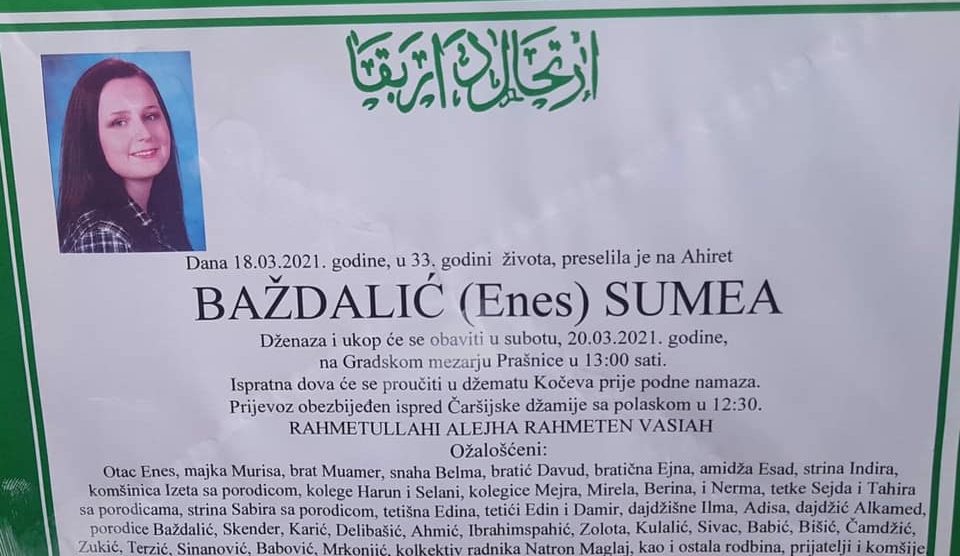 إرتحال دار بقا
Dana 18.03.2021. godine, u 33. godini života, preselila je na Ahiret
BAŽDALIĆ (Enes) SUMEA
Dženaza i ukop će se obaviti u subotu, 20.03.2021. godine,
na Gradskom mezarju Prašnice u 13:00 sati.
Ispratna dova će se proučiti u džematu Kočeva prije podne namaza.
Prijevoz obezbijeđen ispred Čaršijske džamije sa polaskom u 12:30.
RAHMETULLAHI ALEJHA RAHMETEN VASIAH
Ožalošćeni:
Otac Enes, majka Murisa, brat Muamer, snaha Belma, bratić Davud, bratična Ejna, amidža Esad, strina Indira,
komšinica Izeta sa porodicom, kolege Harun i Selani, kolegice Mejra, Mirela, Berina, i Nerma, tetke Sejda i Tahira
sa porodicama, strina Sabira sa porodicom, tetišna Edina, tetići Edin i Damir, dajdžišne Ilma, Adisa, dajdžić Alkamed,
porodice Baždalić, Skender, Karić, Delibašić, Ahmić, Ibrahimspahić, Zolota, Kulalić, Sivac, Babić, Bišić, Čamdžić,
Zukić, Terzić, Sinanović, Babović, Mrkonjić, kolkektiv radnika Natron Maglaj, kao i ostala rodbina, prijatelji i komšije